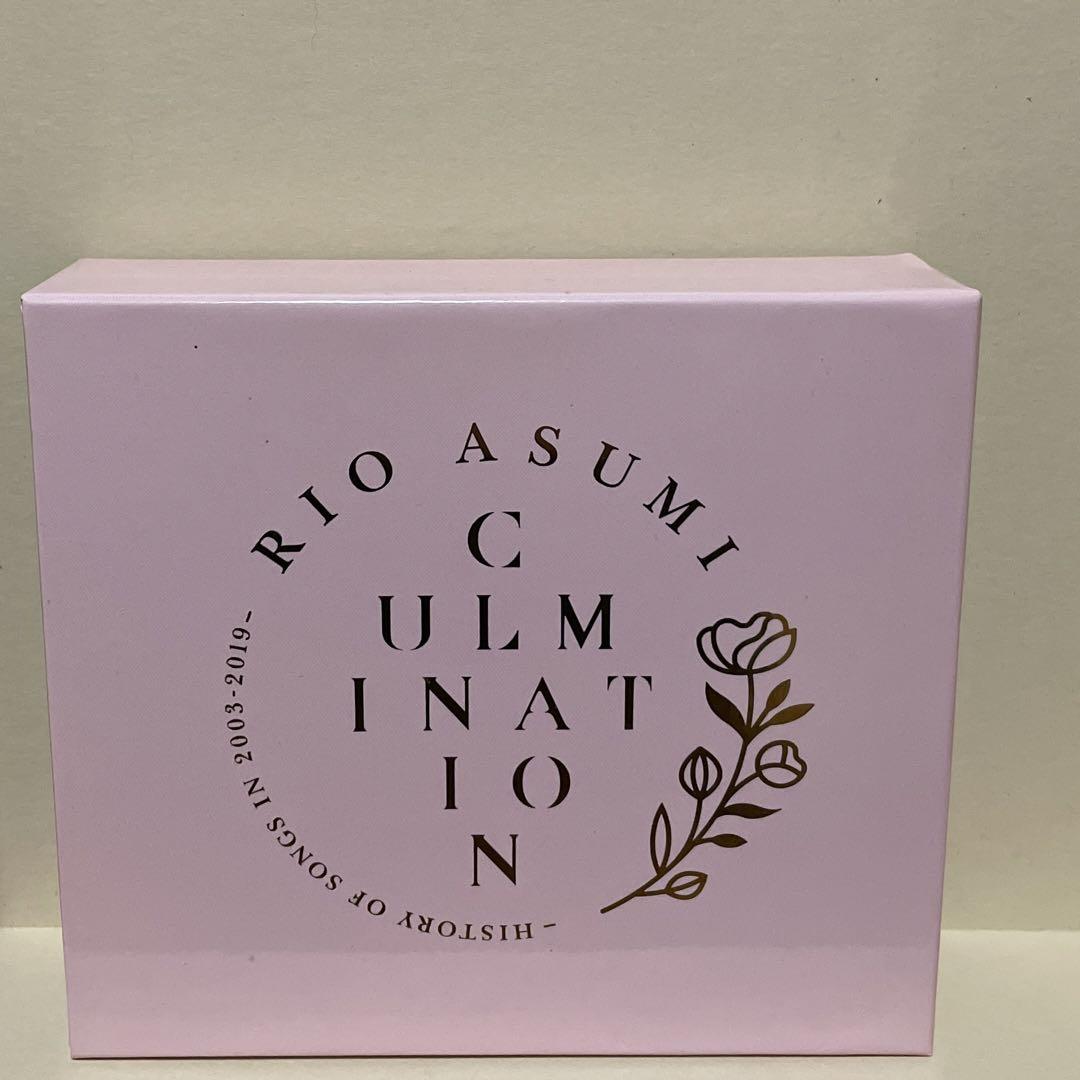 RIO ASUMI
C
ULM
INAT
IO
N
-HISTORY OF SONGS IN 2003-2019-